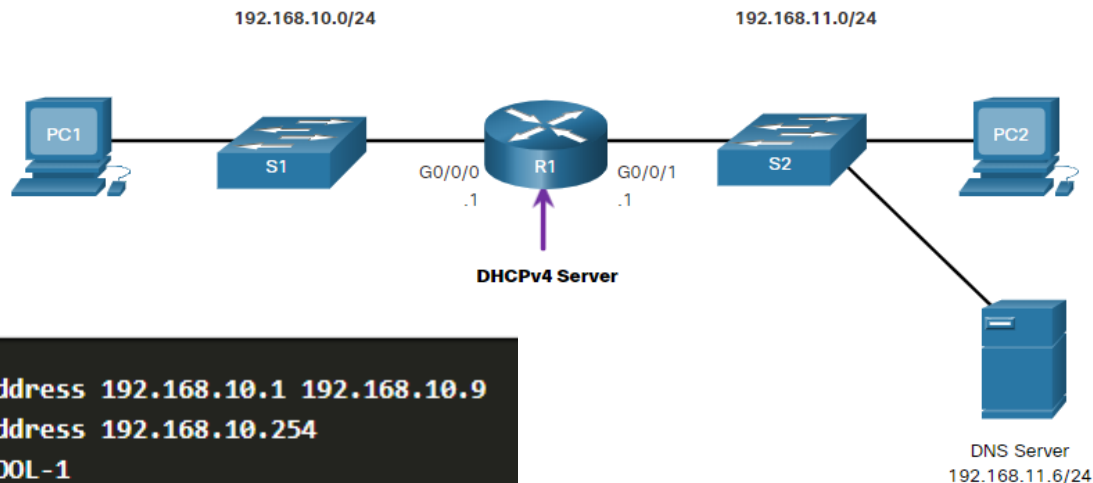 192.168.10.0/24
192.168.11.0/24
PC1
S1
R1
S2
PC2
G0/0/0
G0/0/1
.1
.1
DHCPv4 Server
ddress 192.168.10.1 192.168.10.9
ddress 192.168.10.254
OOL-1
DNS Server
192.168.11.6/24